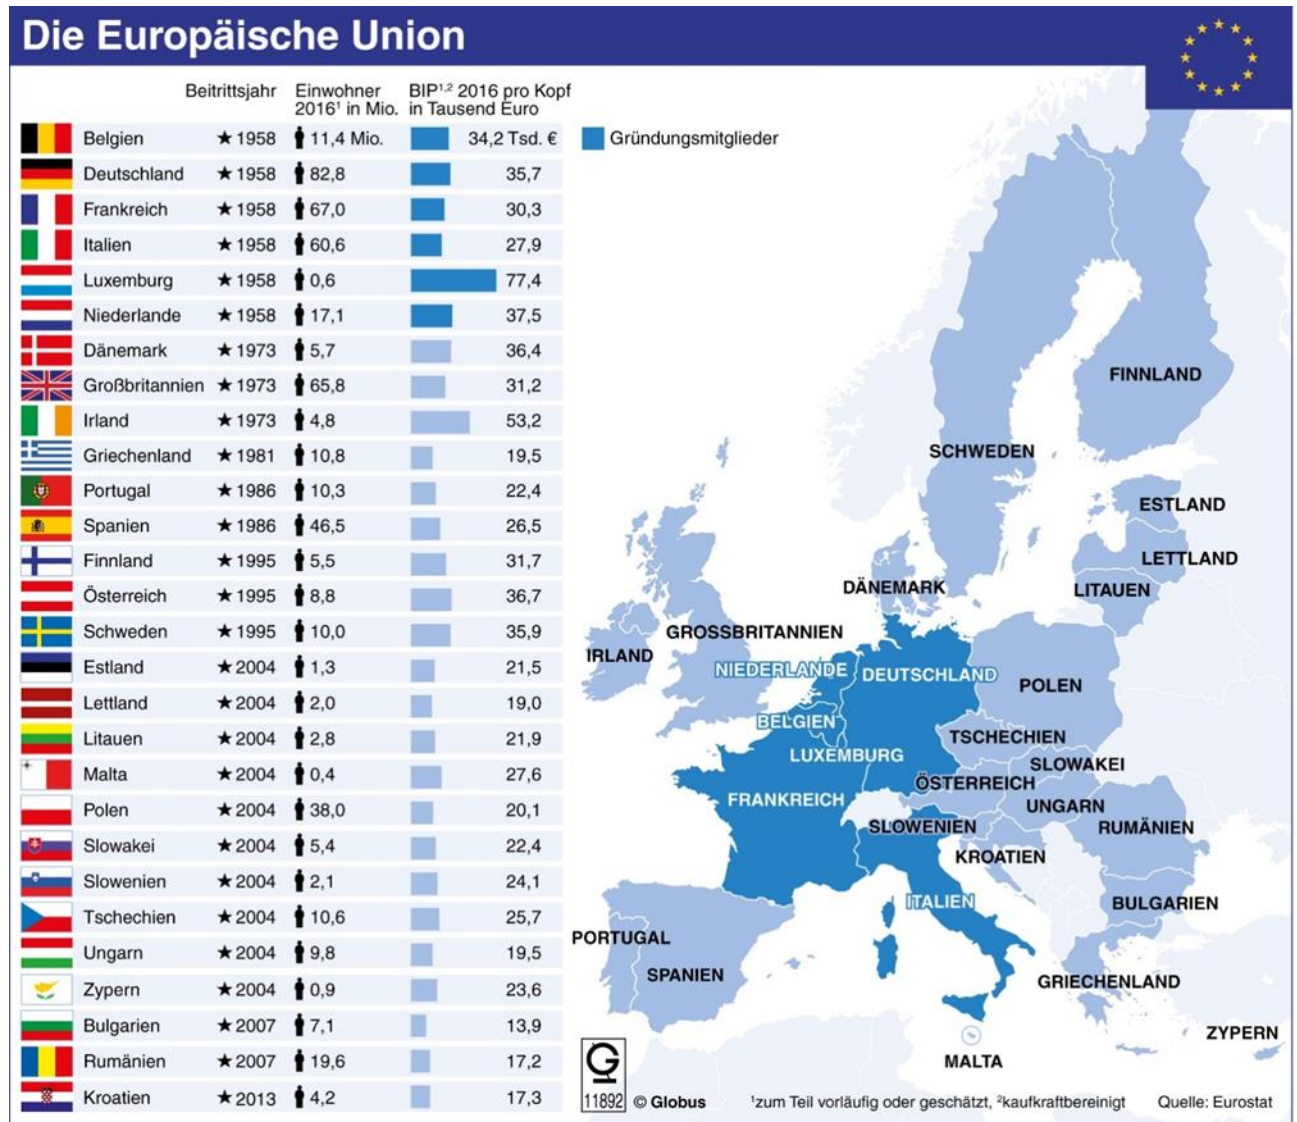 Die Europäische Union
Beitrittsjahr Einwohner 2016¹ in Mio. BIP¹,² 2016 pro Kopf in Tausend Euro
Belgien ★ 1958 11,4 Mio. 34,2 Tsd. €
Deutschland ★ 1958 82,8 35,7
Frankreich ★ 1958 67,0 30,3
Italien ★ 1958 60,6 27,9
Luxemburg ★ 1958 0,6 77,4
Niederlande ★ 1958 17,1 37,5
Dänemark ★ 1973 5,7 36,4
Großbritannien ★ 1973 65,8 31,2
Irland ★ 1973 4,8 53,2
Griechenland ★ 1981 10,8 19,5
Portugal ★ 1986 10,3 22,4
Spanien ★ 1986 46,5 26,5
Finnland ★ 1995 5,5 31,7
Österreich ★ 1995 8,8 36,7
Schweden ★ 1995 10,0 35,9
Estland ★ 2004 1,3 21,5
Lettland ★ 2004 2,0 19,0
Litauen ★ 2004 2,8 21,9
Malta ★ 2004 0,4 27,6
Polen ★ 2004 38,0 20,1
Slowakei ★ 2004 5,4 22,4
Slowenien ★ 2004 2,1 24,1
Tschechien ★ 2004 10,6 25,7
Ungarn ★ 2004 9,8 19,5
Zypern ★ 2004 0,9 23,6
Bulgarien ★ 2007 7,1 13,9
Rumänien ★ 2007 19,6 17,2
Kroatien ★ 2013 4,2 17,3
Gründungsmitglieder
FINNLAND
SCHWEDEN
ESTLAND
LETTLAND
DÄNEMARK
LITAUEN
GROSSBRITANNIEN
IRLAND
NIEDERLANDE
DEUTSCHLAND
POLEN
BELGIEN
TSCHECHIEN
LUXEMBURG
SLOWAKEI
ÖSTERREICH
FRANKREICH
UNGARN
SLOWENIEN
RUMÄNIEN
KROATIEN
ITALIEN
BULGARIEN
PORTUGAL
SPANIEN
GRIECHENLAND
ZYPERN
MALTA
G
11892 © Globus ¹zum Teil vorläufig oder geschätzt, ²kaufkraftbereinigt Quelle: Eurostat